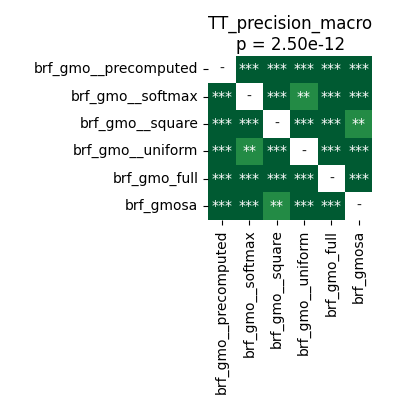 TT_precision_macro
p = 2.50e-12
brf_gmo__precomputed - *** *** *** *** ***
brf_gmo__softmax *** - *** ** *** ***
brf_gmo__square *** *** - *** *** **
brf_gmo__uniform *** ** *** - *** ***
brf_gmo_full *** *** *** *** - ***
brf_gmosa *** *** ** *** *** -
brf_gmo__precomputed
brf_gmo__softmax
brf_gmo__square
brf_gmo__uniform
brf_gmo_full
brf_gmosa